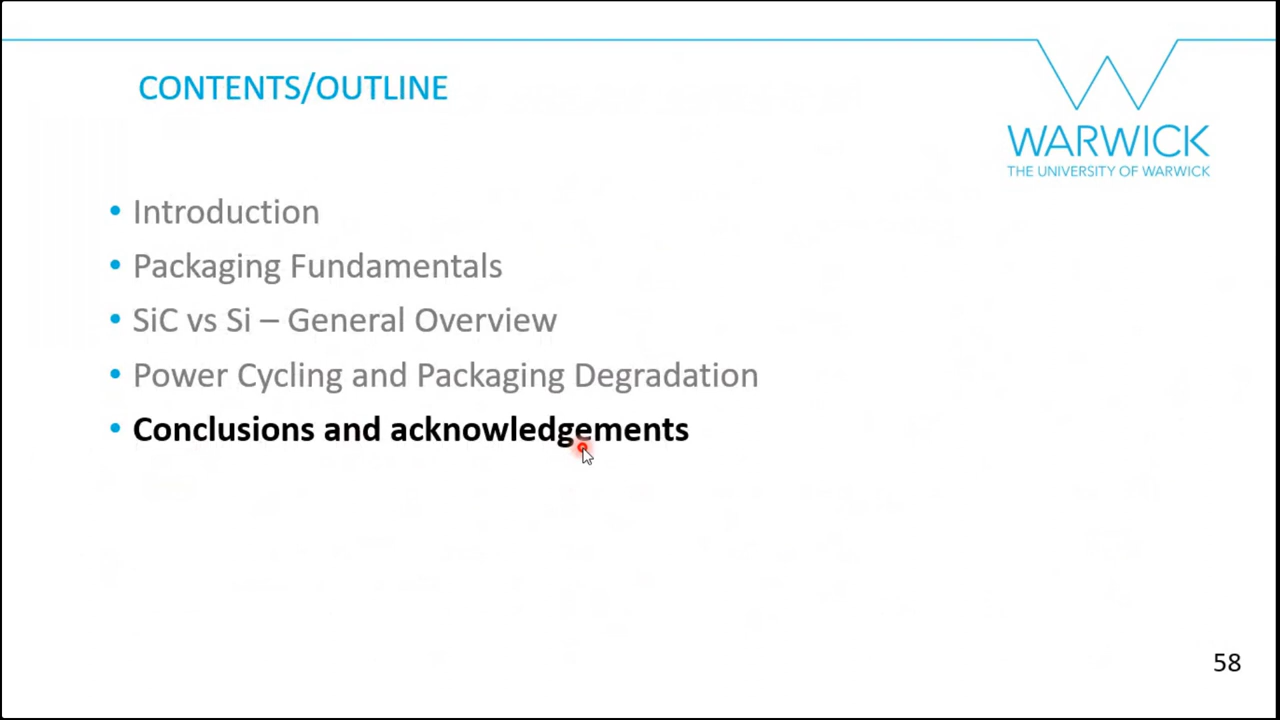 CONTENTS/OUTLINE
WARWICK
THE UNIVERSITY OF WARWICK
• Introduction
• Packaging Fundamentals
• SiC vs Si – General Overview
• Power Cycling and Packaging Degradation
• Conclusions and acknowledgements
58